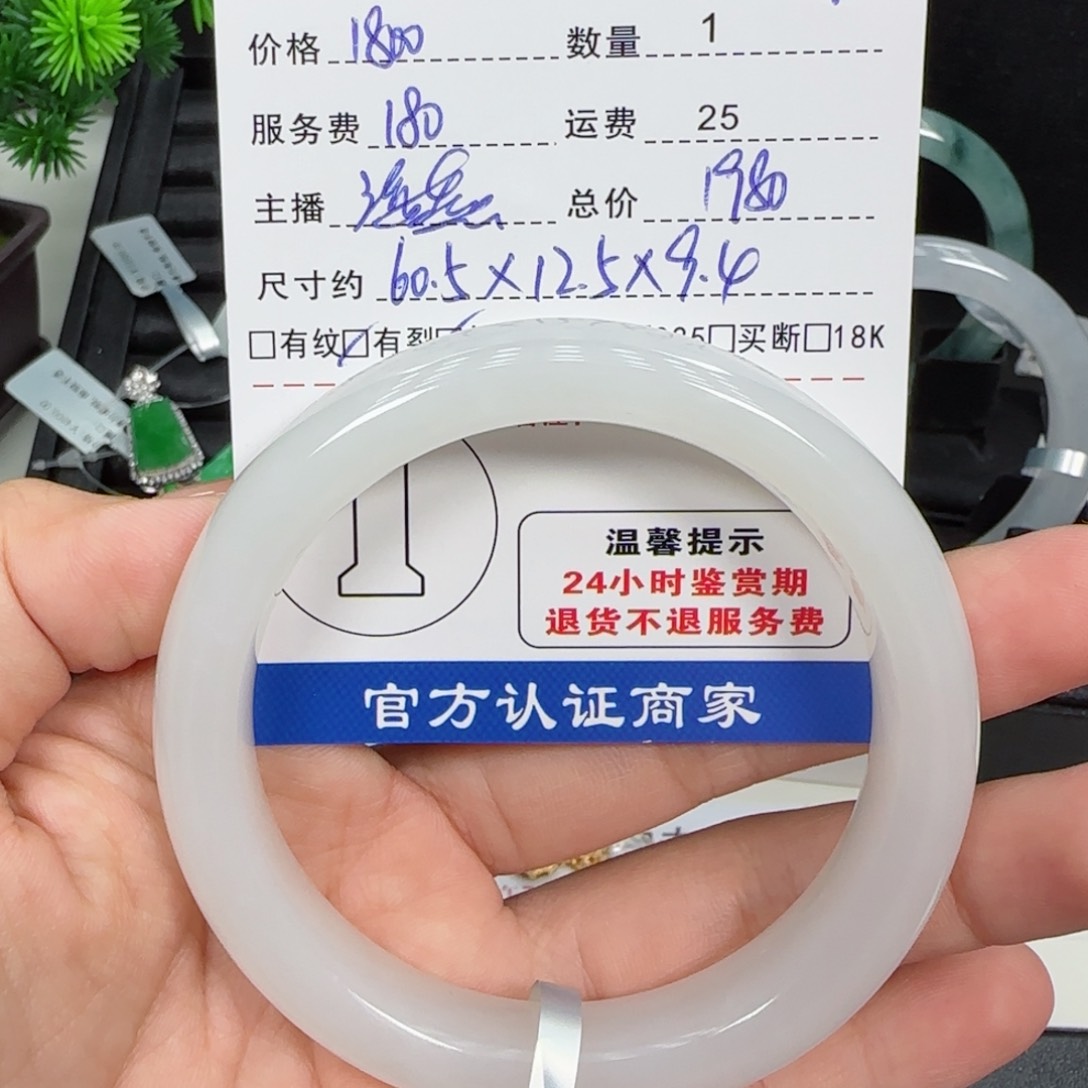 价格 1800 数量 1
服务费 180 运费 25
主播 总价 1980
尺寸约 60.5×12.5×9.4
□有纹□有裂 □买断□18K
温馨提示
24小时鉴赏期
退货不退服务费
官方认证商家